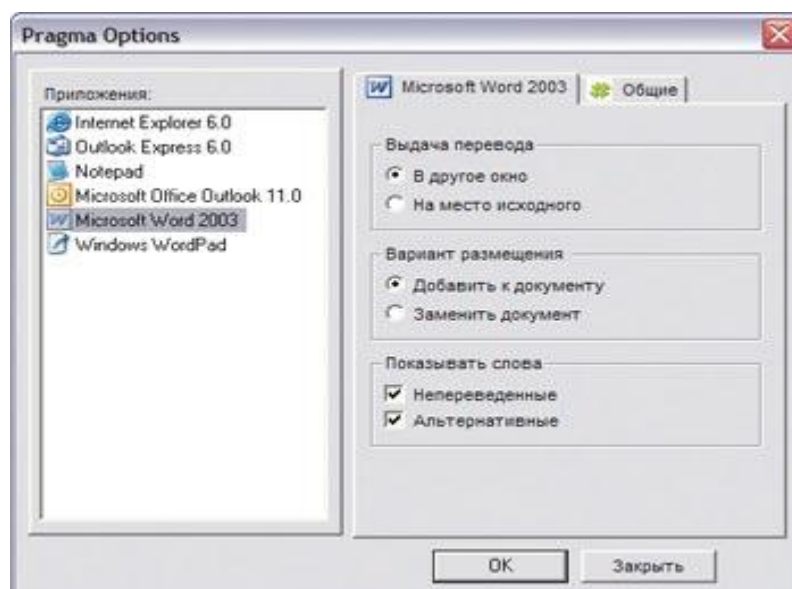 Pragma Options
Приложения:
Internet Explorer 6.0
Outlook Express 6.0
Notepad
Microsoft Office Outlook 11.0
Microsoft Word 2003
Windows WordPad
Microsoft Word 2003
Общие
Выдача перевода
В другое окно
На место исходного
Вариант размещения
Добавить к документу
Заменить документ
Показывать слова
Непереведенные
Альтернативные
OK
Закрыть